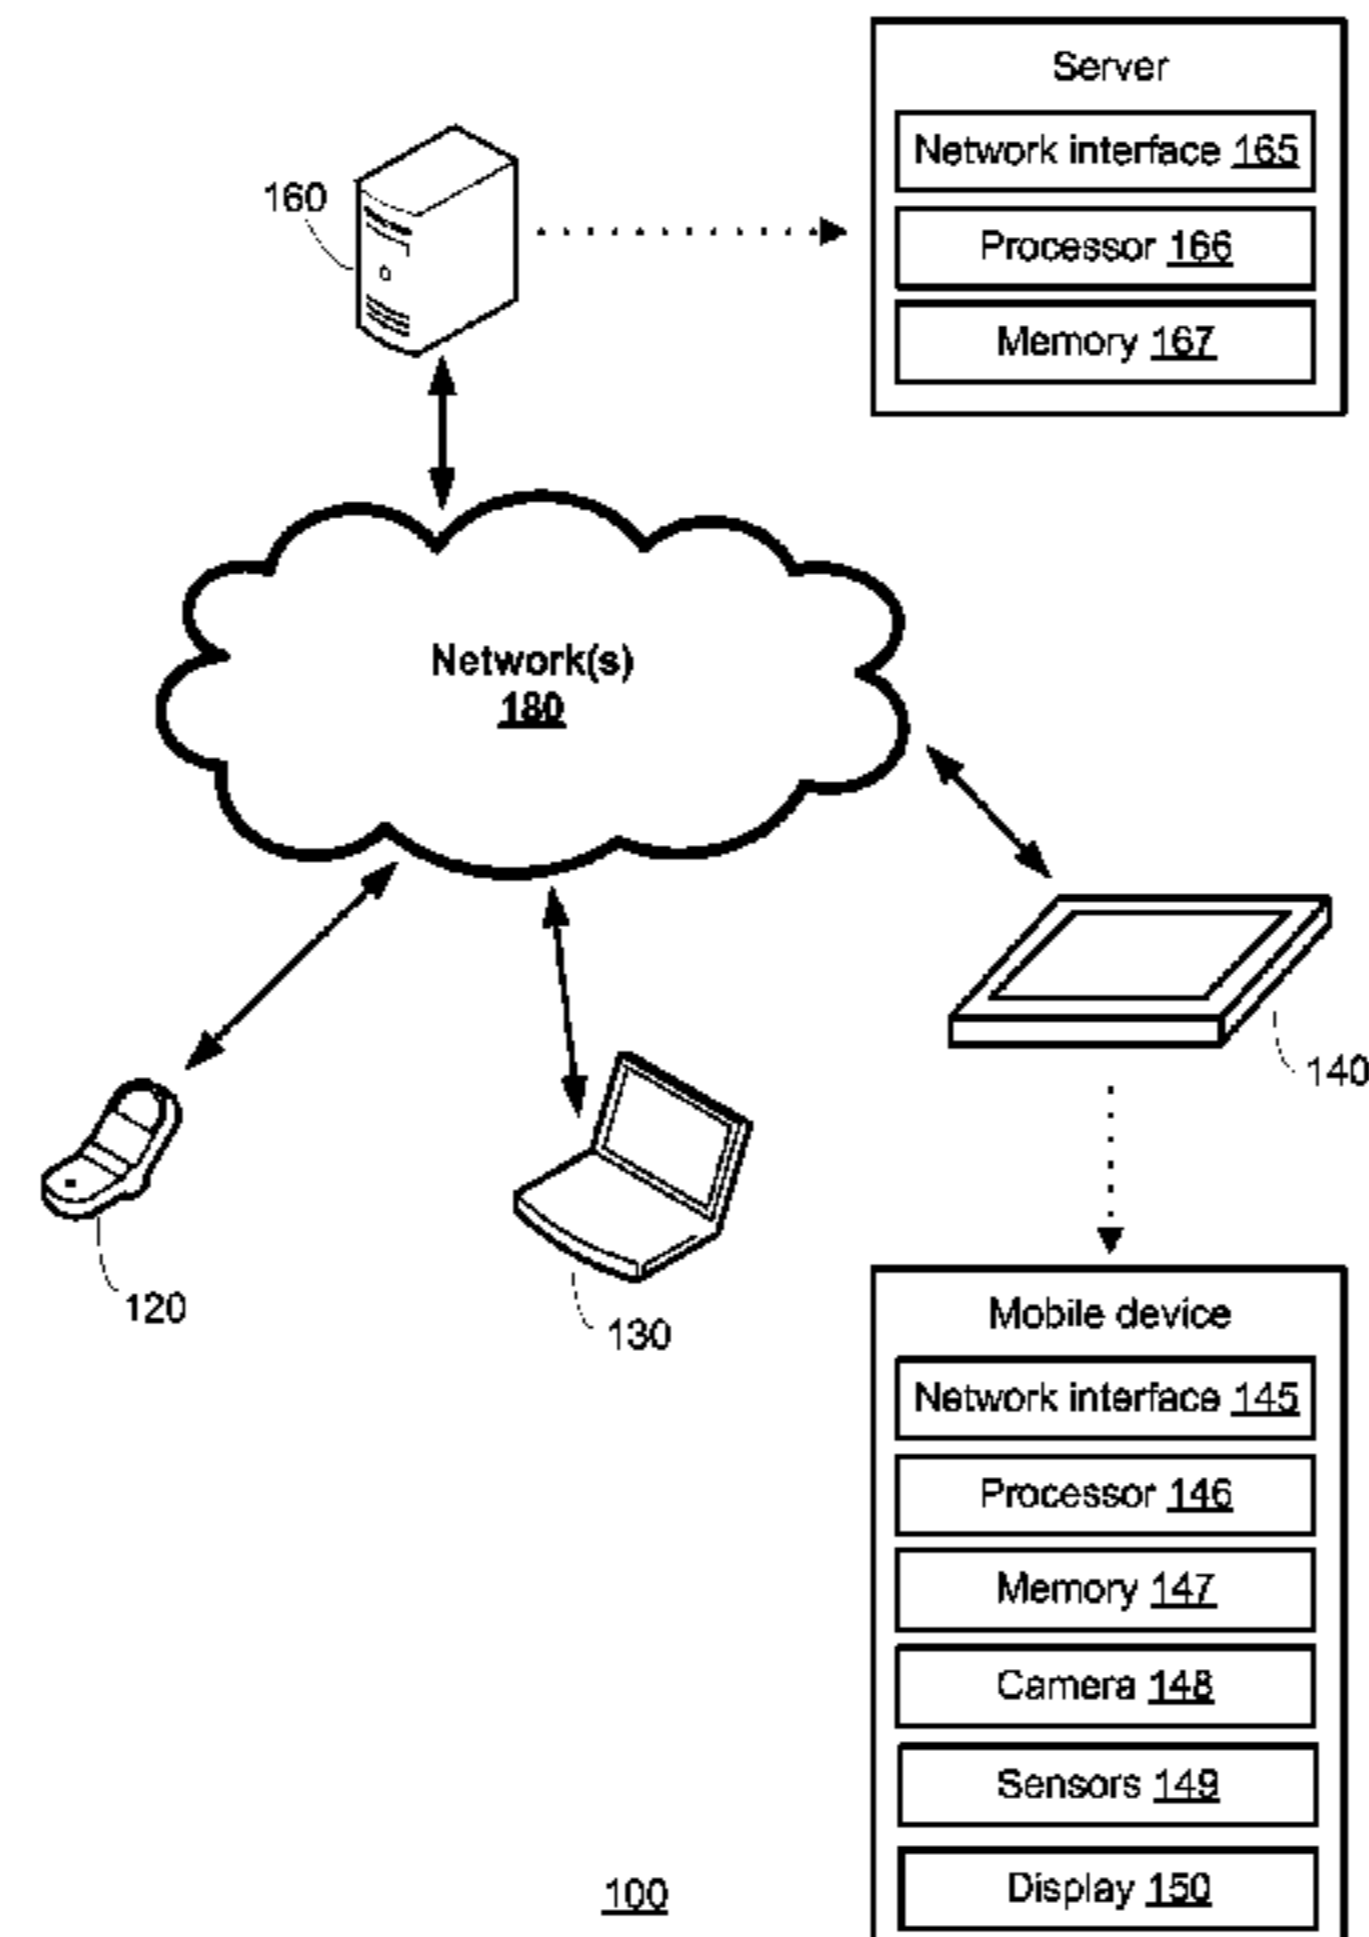 Server
Network interface 165
160
Processor 166
Memory 167
Network(s)
180
140
120
130
Mobile device
Network interface 145
Processor 146
Memory 147
Camera 148
Sensors 149
Display 150
100